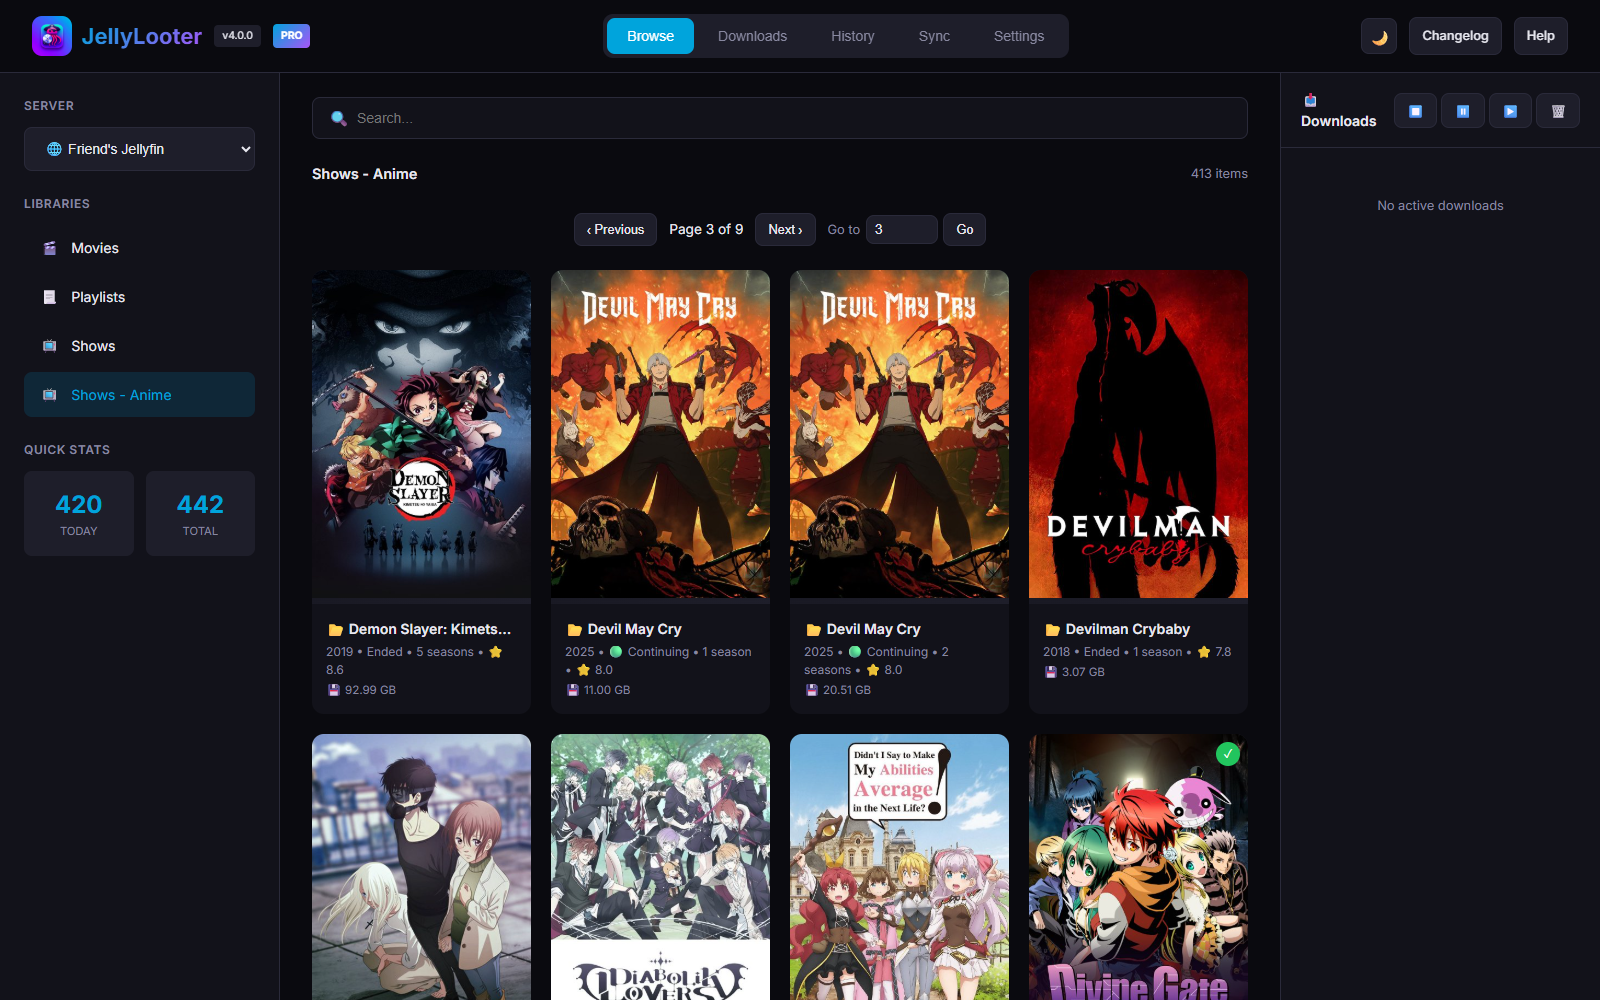 JellyLooter
v4.0.0
PRO
Browse
Downloads
History
Sync
Settings
Changelog
Help
SERVER
Friend's Jellyfin
LIBRARIES
Movies
Playlists
Shows
Shows - Anime
QUICK STATS
420
TODAY
442
TOTAL
Search...
Shows - Anime
413 items
‹ Previous
Page 3 of 9
Next ›
Go to
3
Go
DEMON
SLAYER
DEVIL MAY CRY
DEVIL MAY CRY
DEVILMAN
crybaby
Demon Slayer: Kimets...
2019 • Ended • 5 seasons •
8.6
92.99 GB
Devil May Cry
2025 • Continuing • 1 season
• 8.0
11.00 GB
Devil May Cry
2025 • Continuing • 2
seasons • 8.0
20.51 GB
Devilman Crybaby
2018 • Ended • 1 season • 7.8
3.07 GB
DIABOLIK
LOVERS
Didn't I Say to Make
My Abilities
Average
in the Next Life?
Divine Gate
Downloads
No active downloads